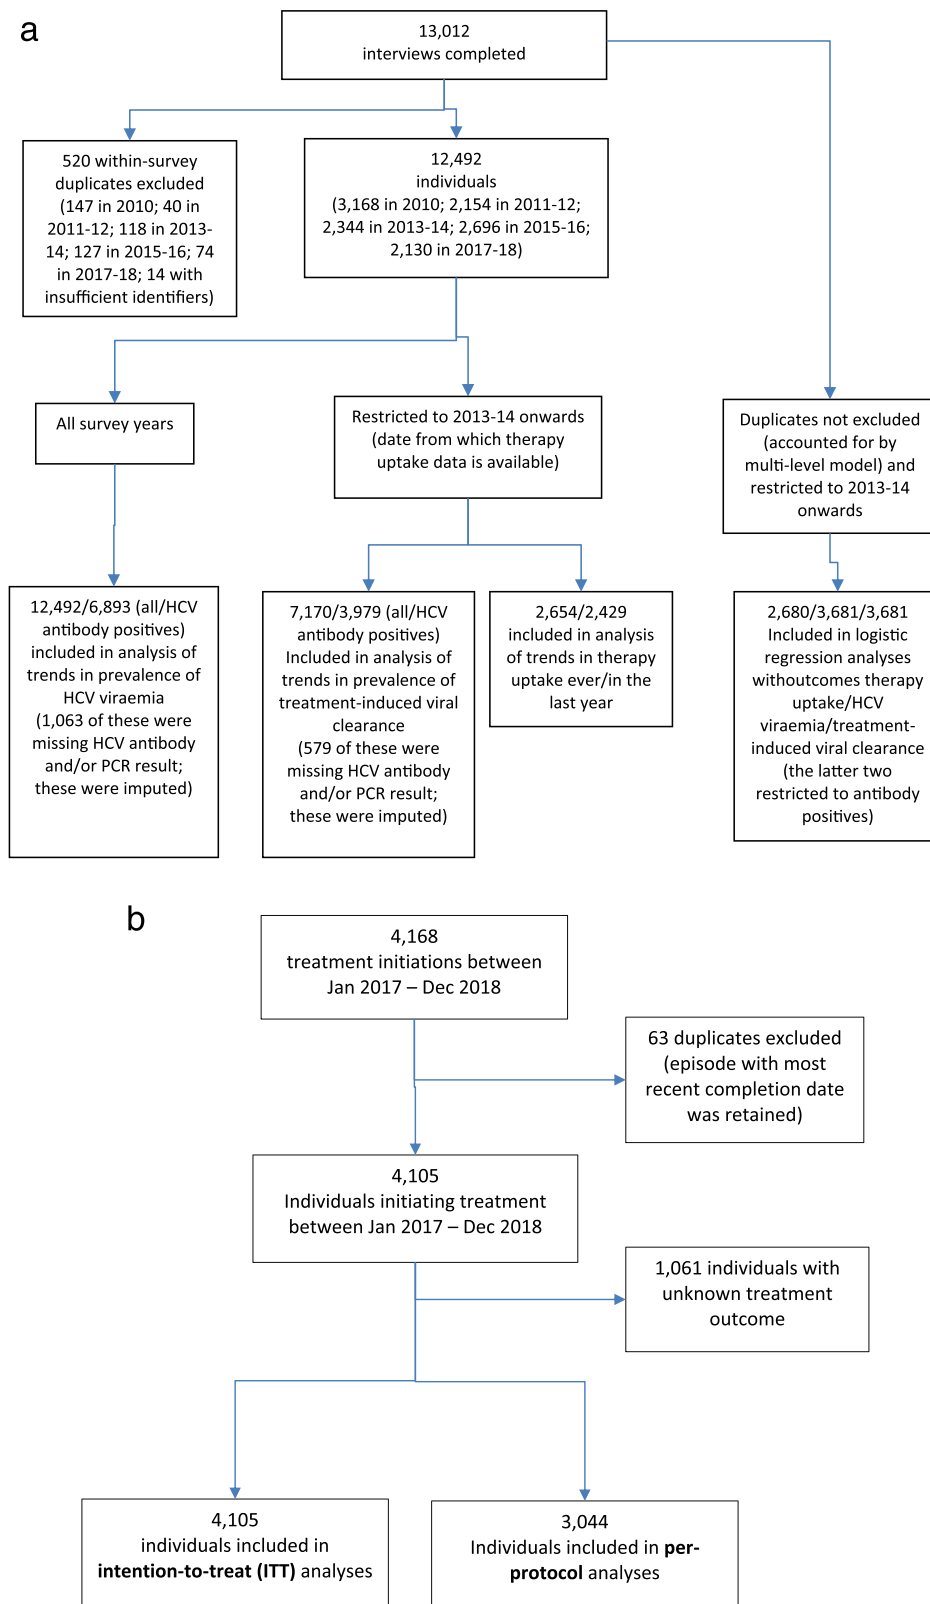 a
13,012
interviews completed
520 within-survey
duplicates excluded
(147 in 2010; 40 in
2011-12; 118 in 2013-
14; 127 in 2015-16; 74
in 2017-18; 14 with
insufficient identifiers)
12,492
individuals
(3,168 in 2010; 2,154 in 2011-12;
2,344 in 2013-14; 2,696 in 2015-16;
2,130 in 2017-18)
All survey years
Restricted to 2013-14 onwards
(date from which therapy
uptake data is available)
Duplicates not excluded
(accounted for by
multi-level model) and
restricted to 2013-14
onwards
12,492/6,893 (all/HCV
antibody positives)
included in analysis of
trends in prevalence of
HCV viraemia
(1,063 of these were
missing HCV antibody
and/or PCR result;
these were imputed)
7,170/3,979 (all/HCV
antibody positives)
Included in analysis of
trends in prevalence of
treatment-induced viral
clearance
(579 of these were
missing HCV antibody
and/or PCR result;
these were imputed)
2,654/2,429
included in analysis
of trends in therapy
uptake ever/in the
last year
2,680/3,681/3,681
Included in logistic
regression analyses
withoutcomes therapy
uptake/HCV
viraemia/treatment-
induced viral clearance
(the latter two
restricted to antibody
positives)
b
4,168
treatment initiations between
Jan 2017 – Dec 2018
63 duplicates excluded
(episode with most
recent completion date
was retained)
4,105
Individuals initiating treatment
between Jan 2017 – Dec 2018
1,061 individuals with
unknown treatment
outcome
4,105
individuals included in
intention-to-treat (ITT) analyses
3,044
Individuals included in per-
protocol analyses